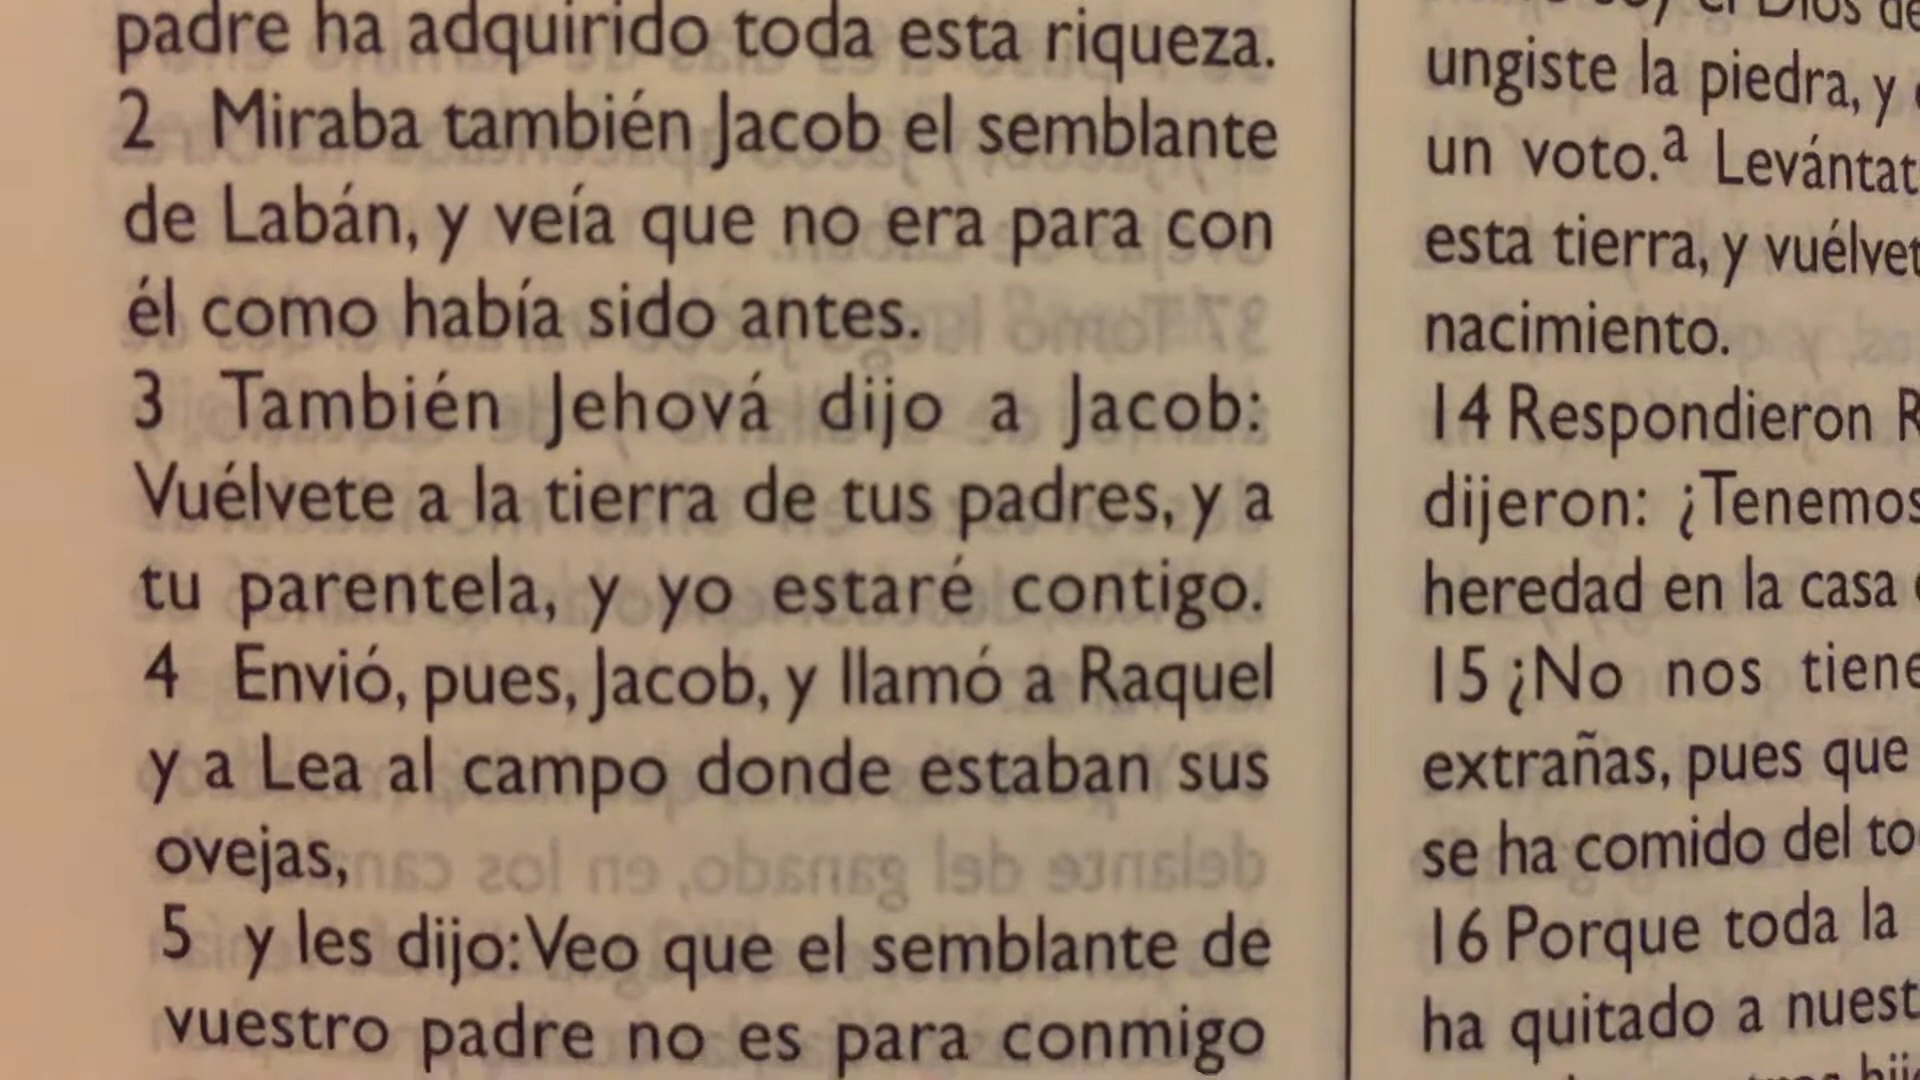 padre ha adquirido toda esta riqueza.
2 Miraba también Jacob el semblante
de Labán, y veía que no era para con
él como había sido antes.
3 También Jehová dijo a Jacob:
Vuélvete a la tierra de tus padres, y a
tu parentela, y yo estaré contigo.
4 Envió, pues, Jacob, y llamó a Raquel
y a Lea al campo donde estaban sus
ovejas,
5 y les dijo: Veo que el semblante de
vuestro padre no es para conmigo
el Dios de
ungiste la piedra, y
un voto.ª Levántat
esta tierra, y vuélvet
nacimiento.
14 Respondieron R
dijeron: ¿Tenemos
heredad en la casa
15 ¿No nos tiene
extrañas, pues que
se ha comido del to
16 Porque toda la
ha quitado a nuest